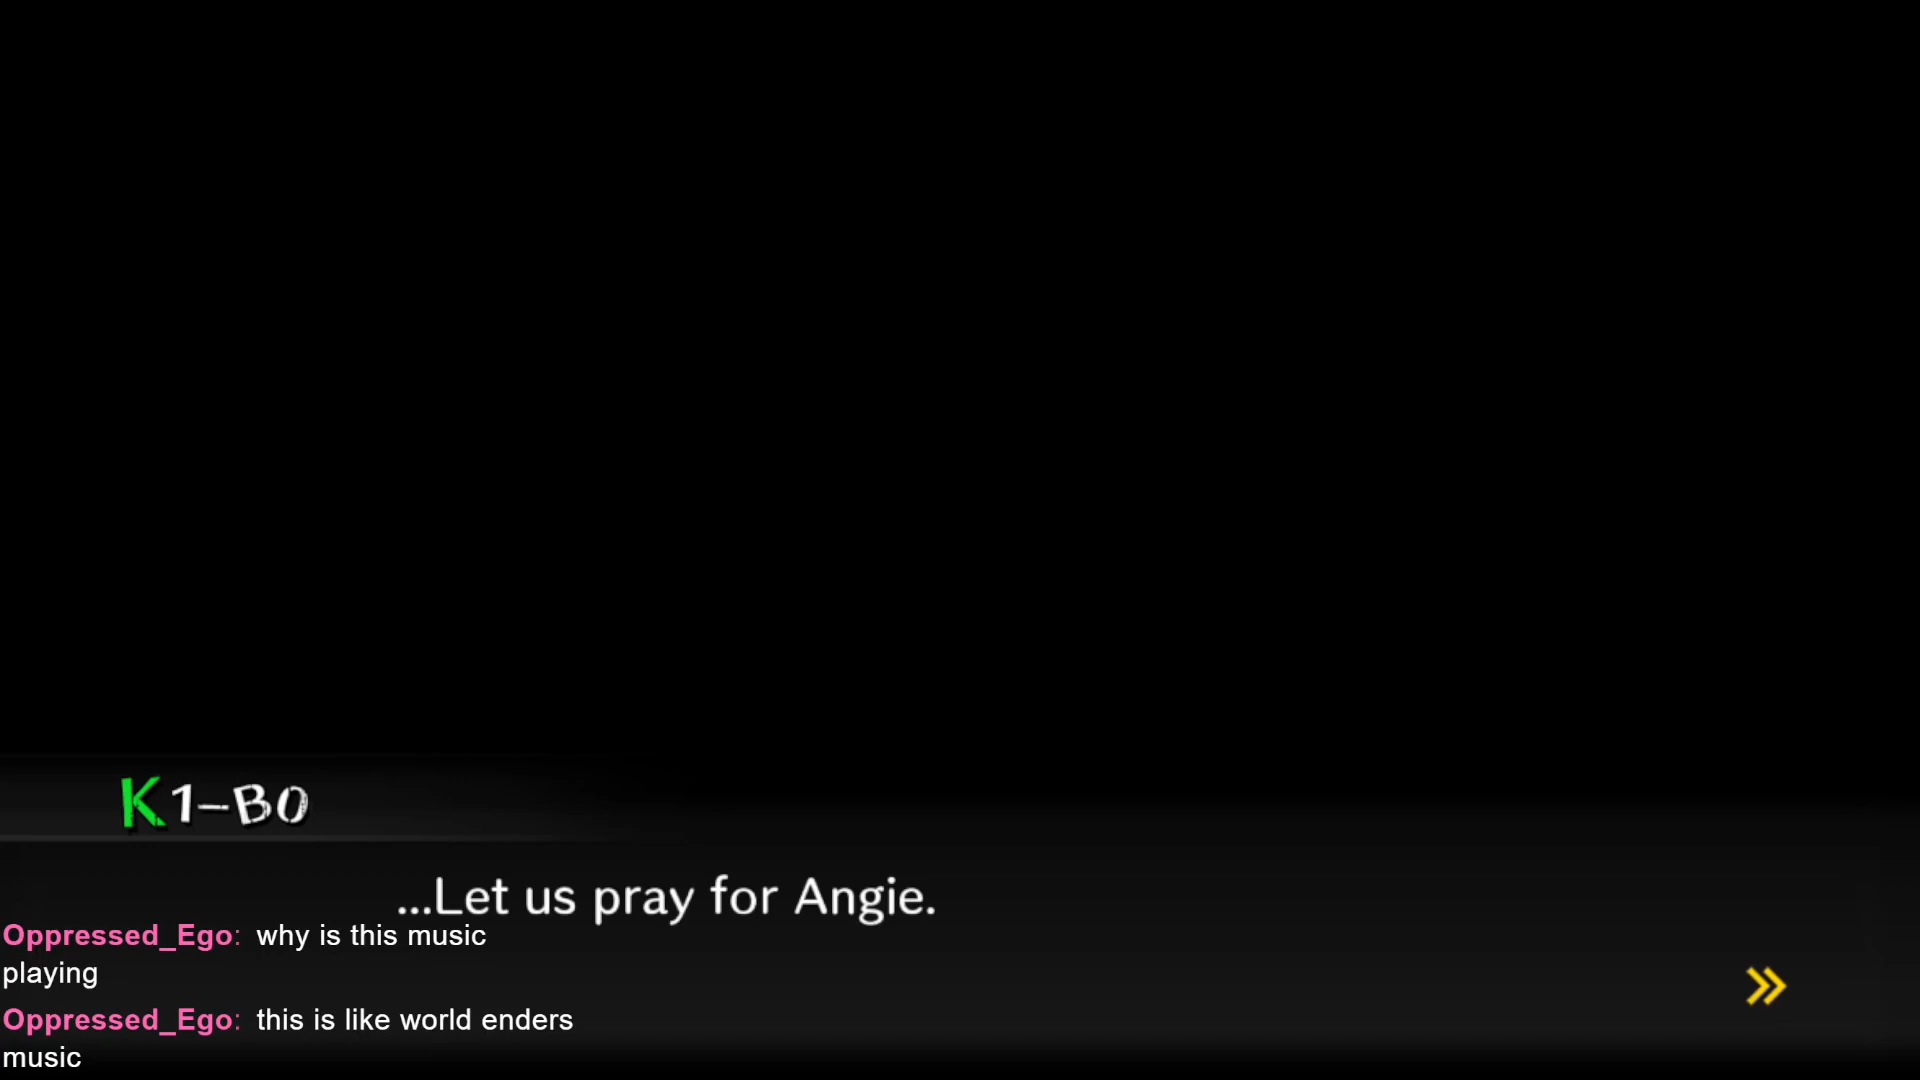 K1-B0
...Let us pray for Angie.
Oppressed_Ego: why is this music
playing
Oppressed_Ego: this is like world enders
music